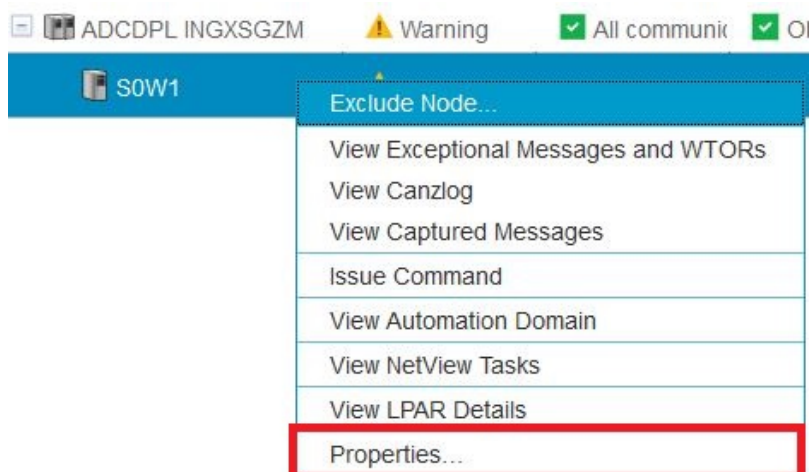 ADCDPL INGXSGZM Warning All communic
S0W1
Exclude Node...
View Exceptional Messages and WTORs
View Canzlog
View Captured Messages
Issue Command
View Automation Domain
View NetView Tasks
View LPAR Details
Properties...